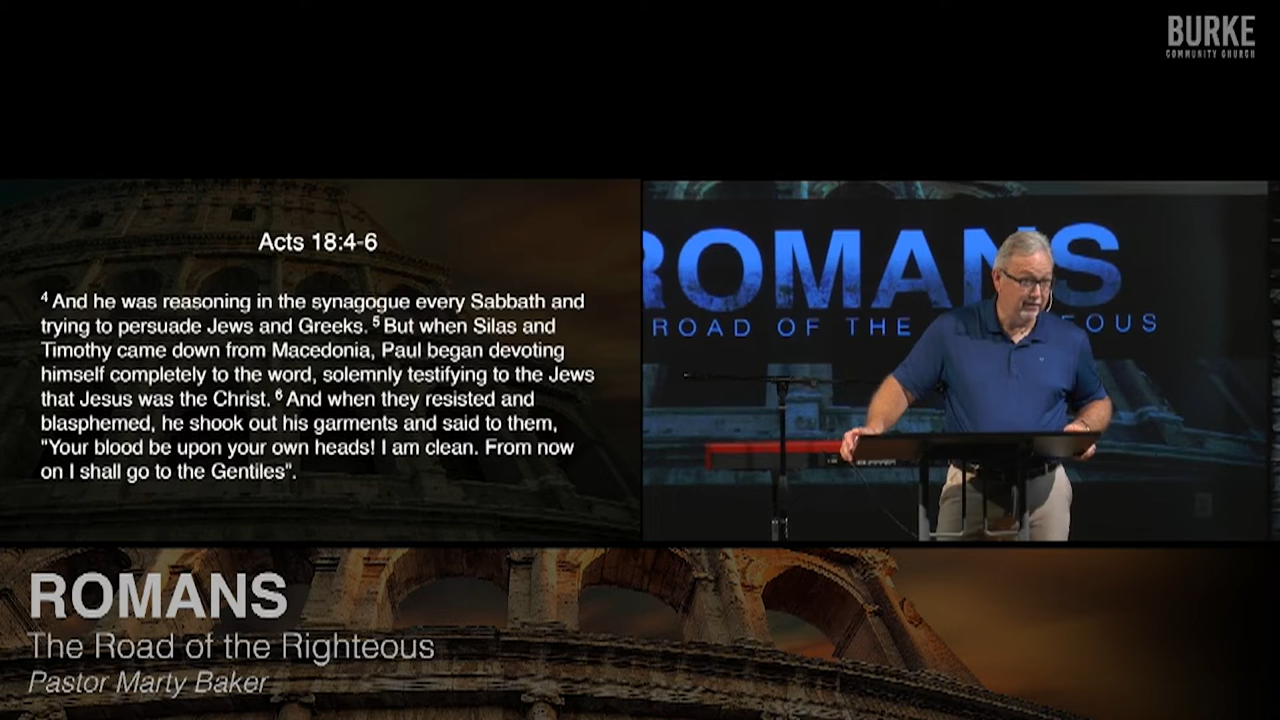 BURKE
COMMUNITY CHURCH
Acts 18:4-6
4 And he was reasoning in the synagogue every Sabbath and
trying to persuade Jews and Greeks. 5 But when Silas and
Timothy came down from Macedonia, Paul began devoting
himself completely to the word, solemnly testifying to the Jews
that Jesus was the Christ. 6 And when they resisted and
blasphemed, he shook out his garments and said to them,
"Your blood be upon your own heads! I am clean. From now
on I shall go to the Gentiles".
ROMANS
ROAD OF THE
EOUS
ROMANS
The Road of the Righteous
Pastor Marty Baker